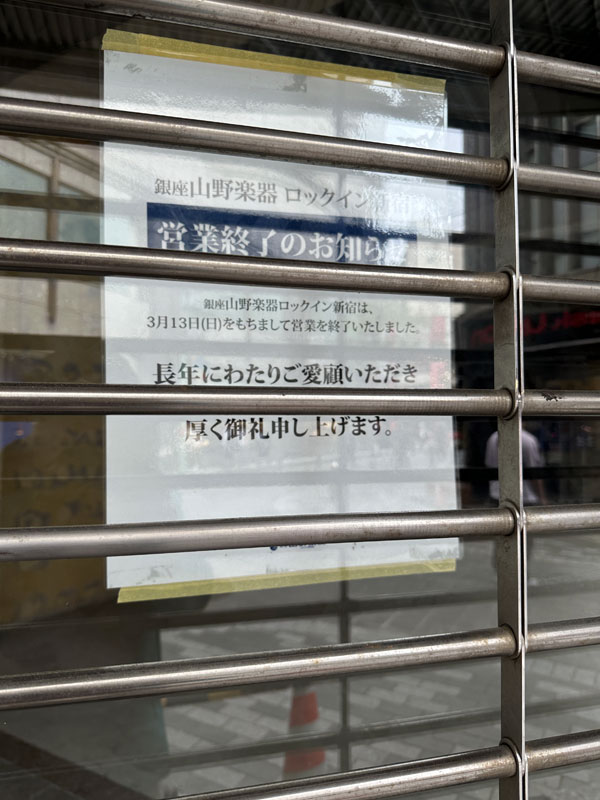 銀座山野楽器 ロックイン新宿
営業終了のお知らせ
銀座山野楽器ロックイン新宿は、
3月13日(日)をもちまして営業を終了いたしました。
長年にわたりご愛顧いただき
厚く御礼申し上げます。